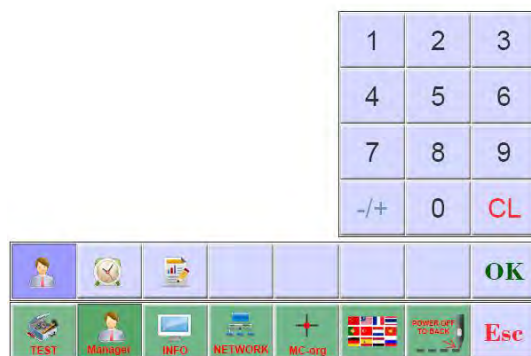 1 2 3
4 5 6
7 8 9
-/+ 0 CL
OK
TEST Manager INFO NETWORK MC-org POWER OFF TO BACK Esc